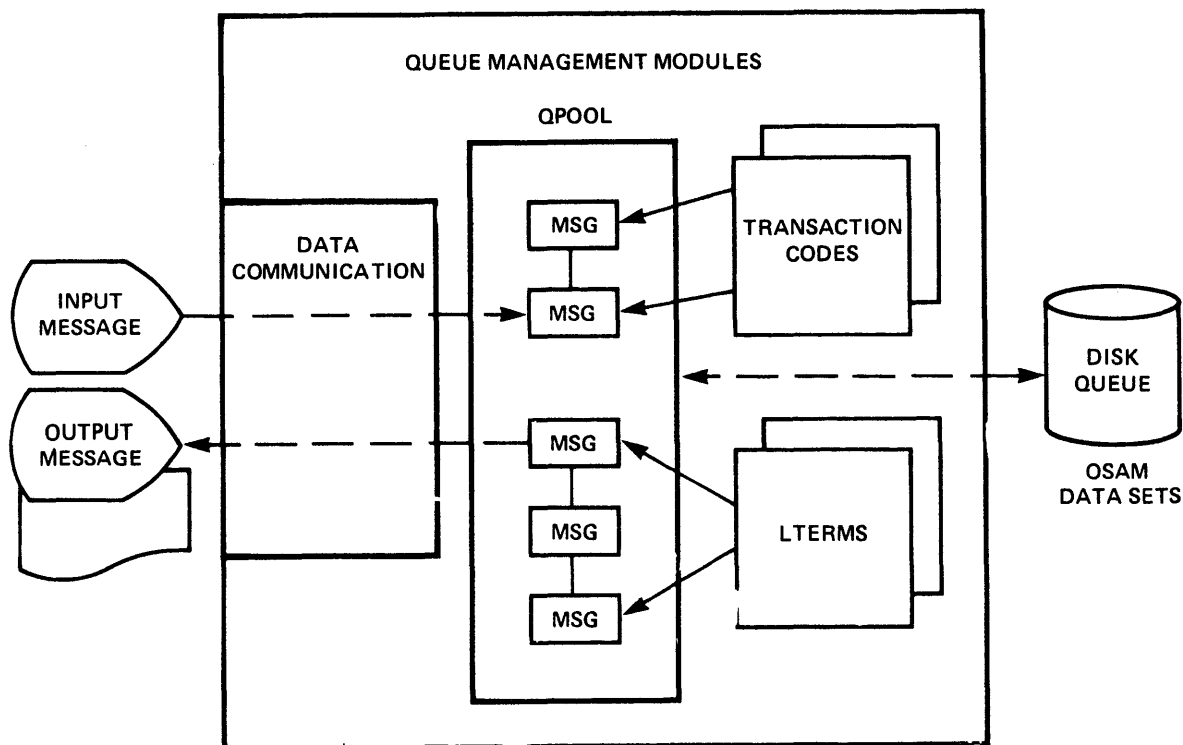 QUEUE MANAGEMENT MODULES
QPOOL
DATA
COMMUNICATION
INPUT
MESSAGE
OUTPUT
MESSAGE
MSG
MSG
MSG
MSG
MSG
TRANSACTION
CODES
LTERMS
DISK
QUEUE
OSAM
DATA SETS